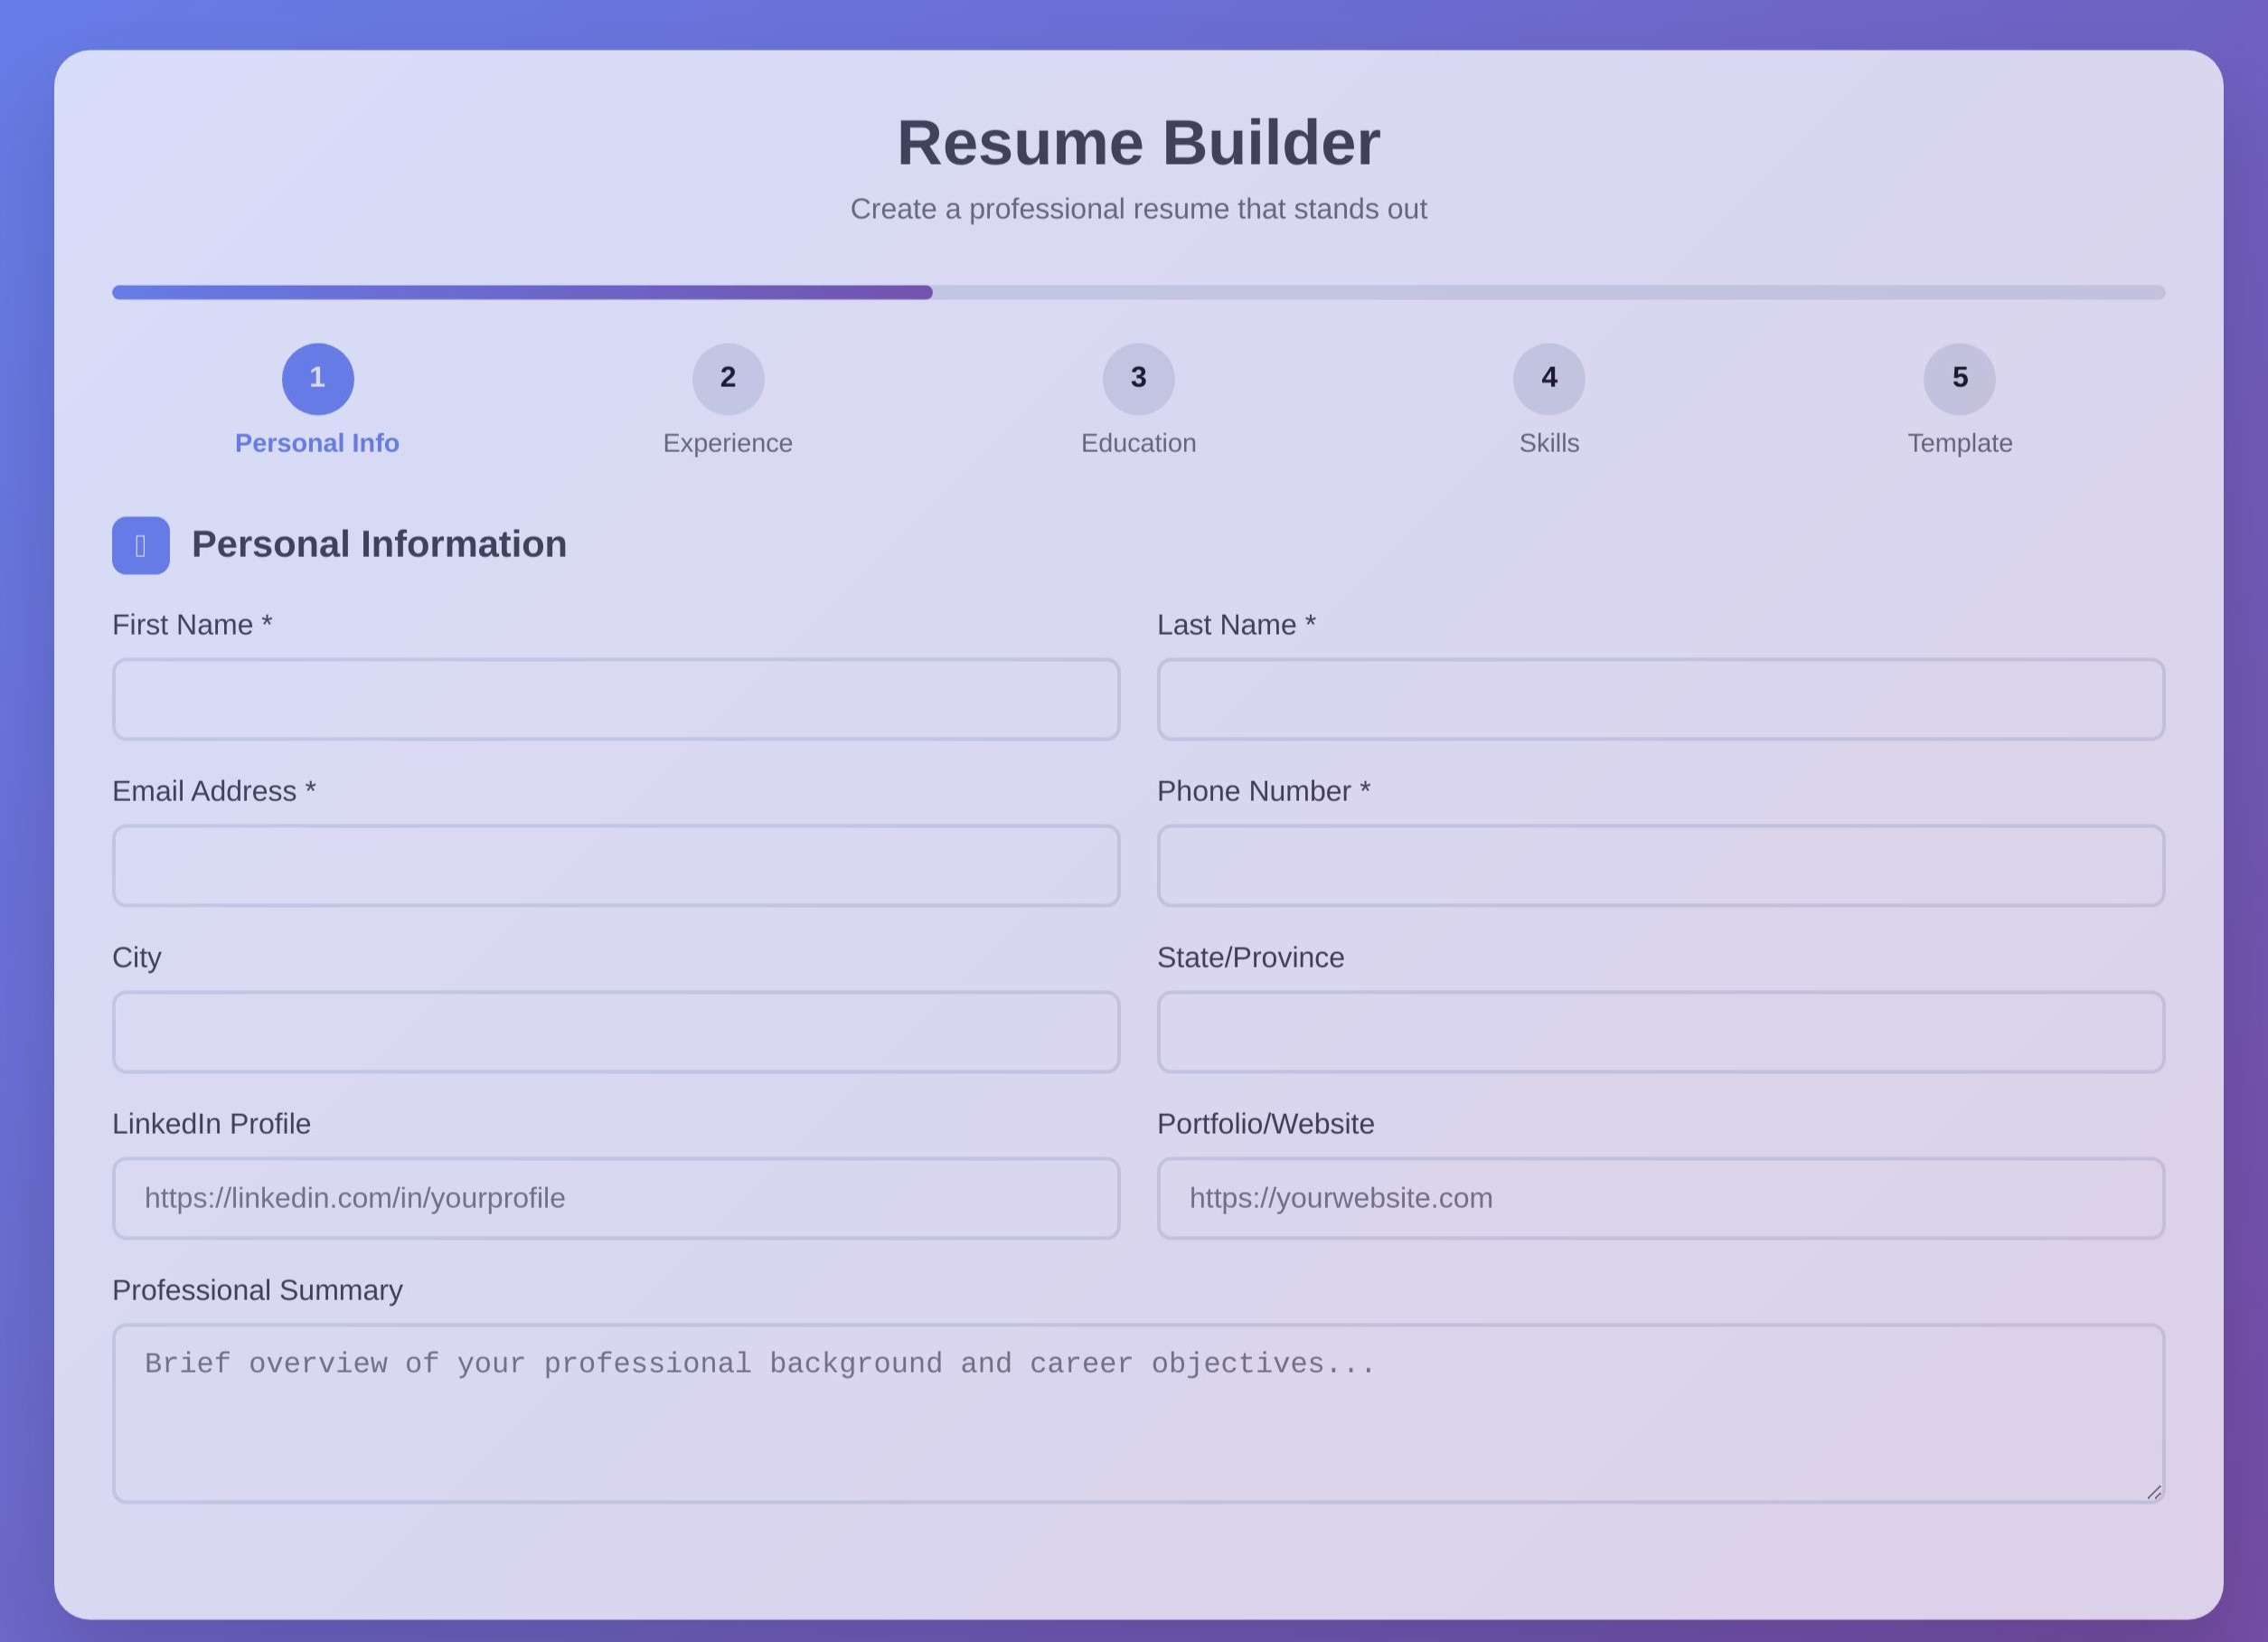 Resume Builder
Create a professional resume that stands out
1
2
3
4
5
Personal Info
Experience
Education
Skills
Template
Personal Information
First Name *
Last Name *
Email Address *
Phone Number *
City
State/Province
LinkedIn Profile
Portfolio/Website
https://linkedin.com/in/yourprofile
https://yourwebsite.com
Professional Summary
Brief overview of your professional background and career objectives...